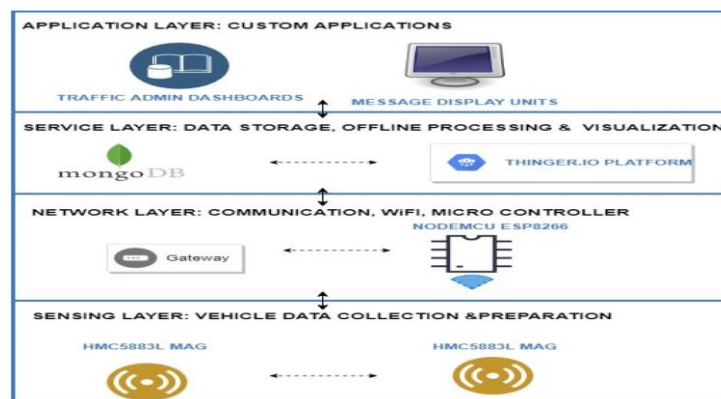 APPLICATION LAYER: CUSTOM APPLICATIONS
TRAFFIC ADMIN DASHBOARDS
MESSAGE DISPLAY UNITS
SERVICE LAYER: DATA STORAGE, OFFLINE PROCESSING & VISUALIZATION
mongoDB
THINGER.IO PLATFORM
NETWORK LAYER: COMMUNICATION, WiFI, MICRO CONTROLLER
NODEMCU ESP8266
Gateway
SENSING LAYER: VEHICLE DATA COLLECTION &PREPARATION
HMC5883L MAG
HMC5883L MAG